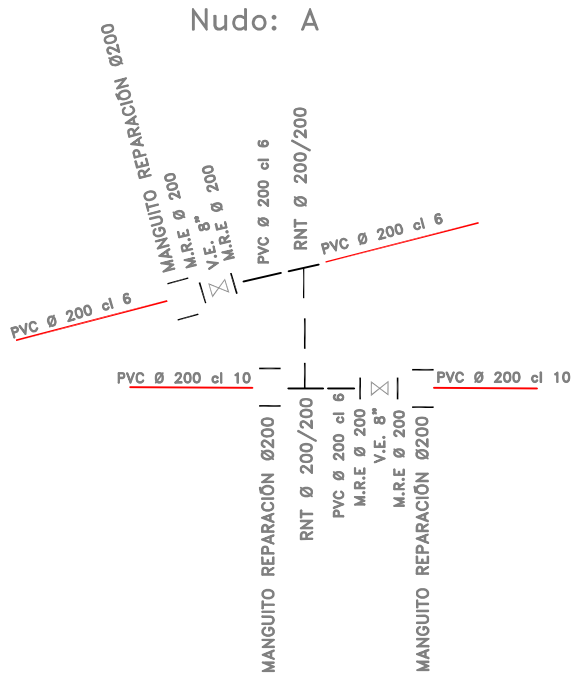 Nudo: A
MANGUITO REPARACIÓN Ø200
M.R.E Ø 200
V.E. 8"
M.R.E Ø 200
PVC Ø 200 cl 6
RNT Ø 200/200
PVC Ø 200 cl 6
PVC Ø 200 cl 6
PVC Ø 200 cl 10
PVC Ø 200 cl 10
MANGUITO REPARACIÓN Ø200
RNT Ø 200/200
PVC Ø 200 cl 6
M.R.E Ø 200
V.E. 8"
M.R.E Ø 200
MANGUITO REPARACIÓN Ø200